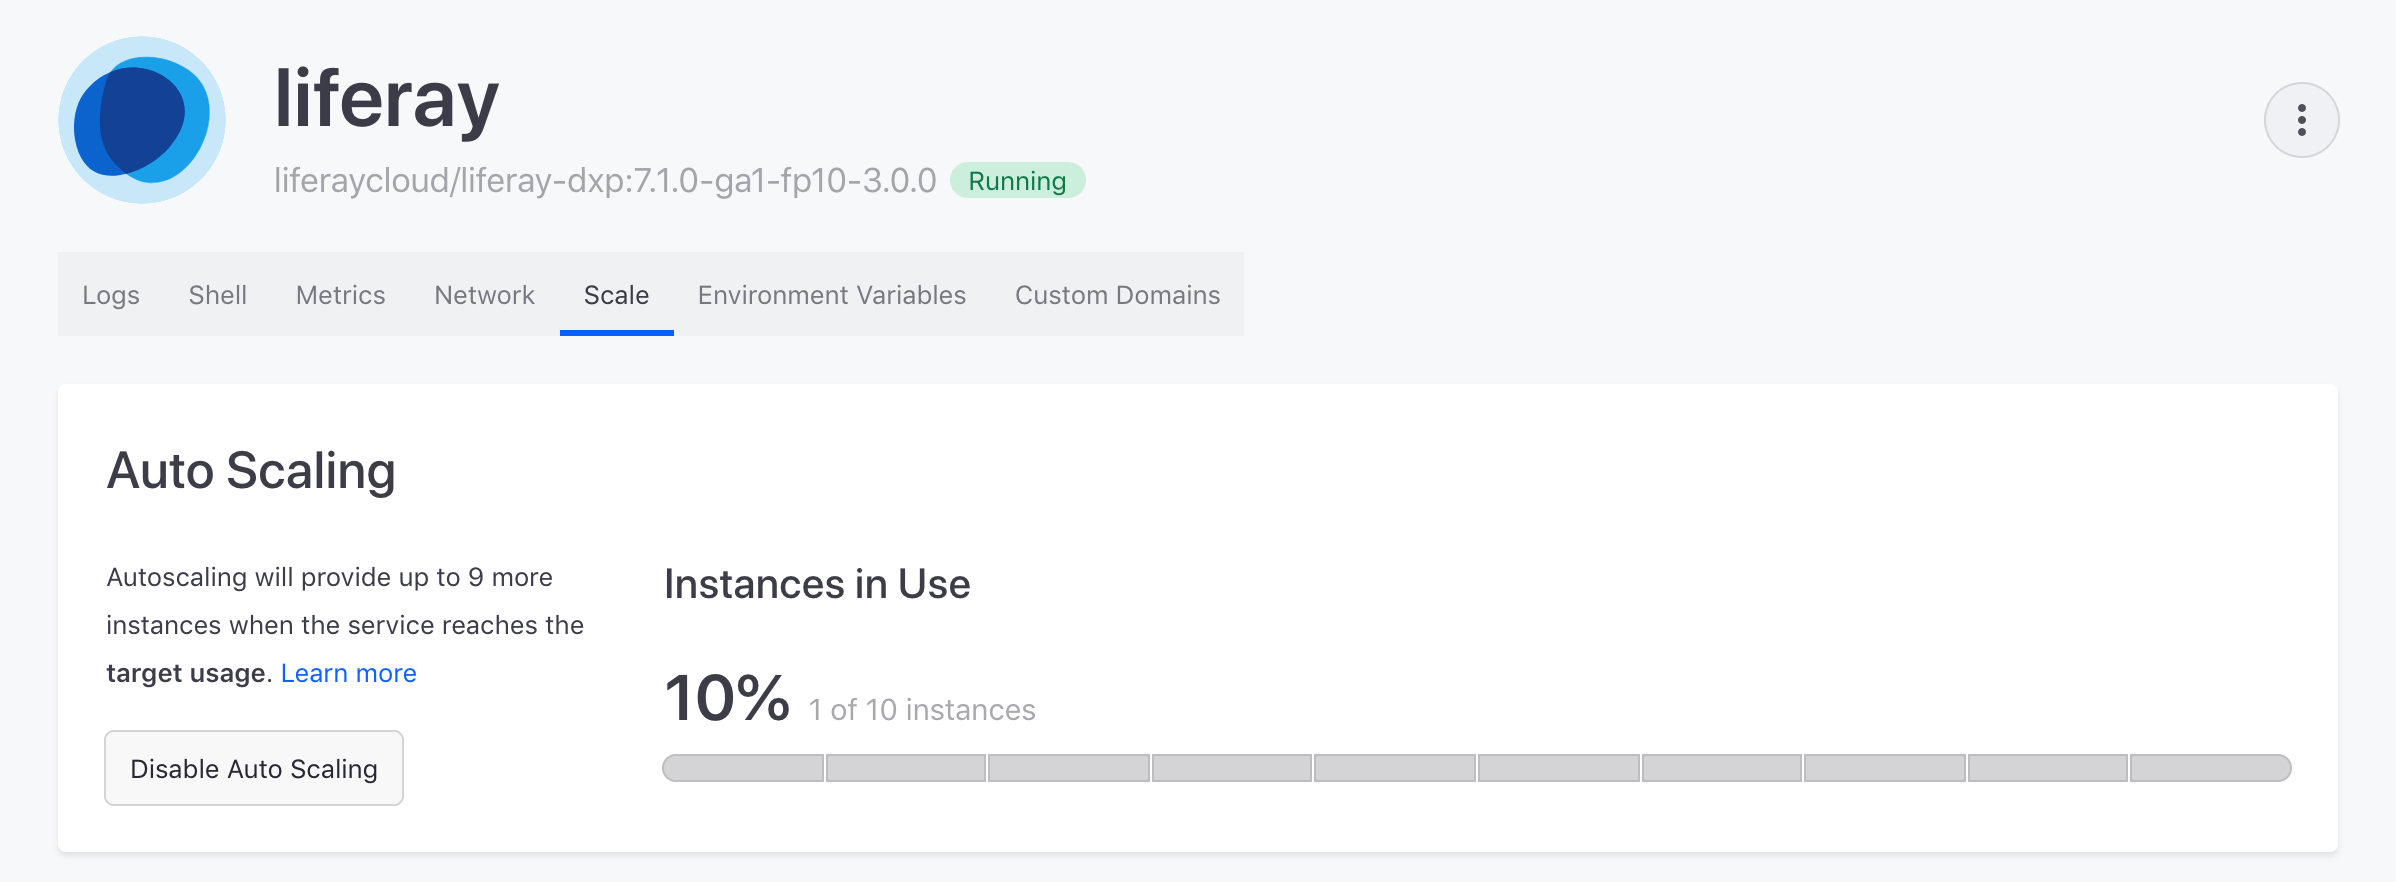 liferay
liferaycloud/liferay-dxp:7.1.0-ga1-fp10-3.0.0 Running
Logs Shell Metrics Network Scale Environment Variables Custom Domains
Auto Scaling
Autoscaling will provide up to 9 more
instances when the service reaches the
target usage. Learn more
Disable Auto Scaling
Instances in Use
10% 1 of 10 instances